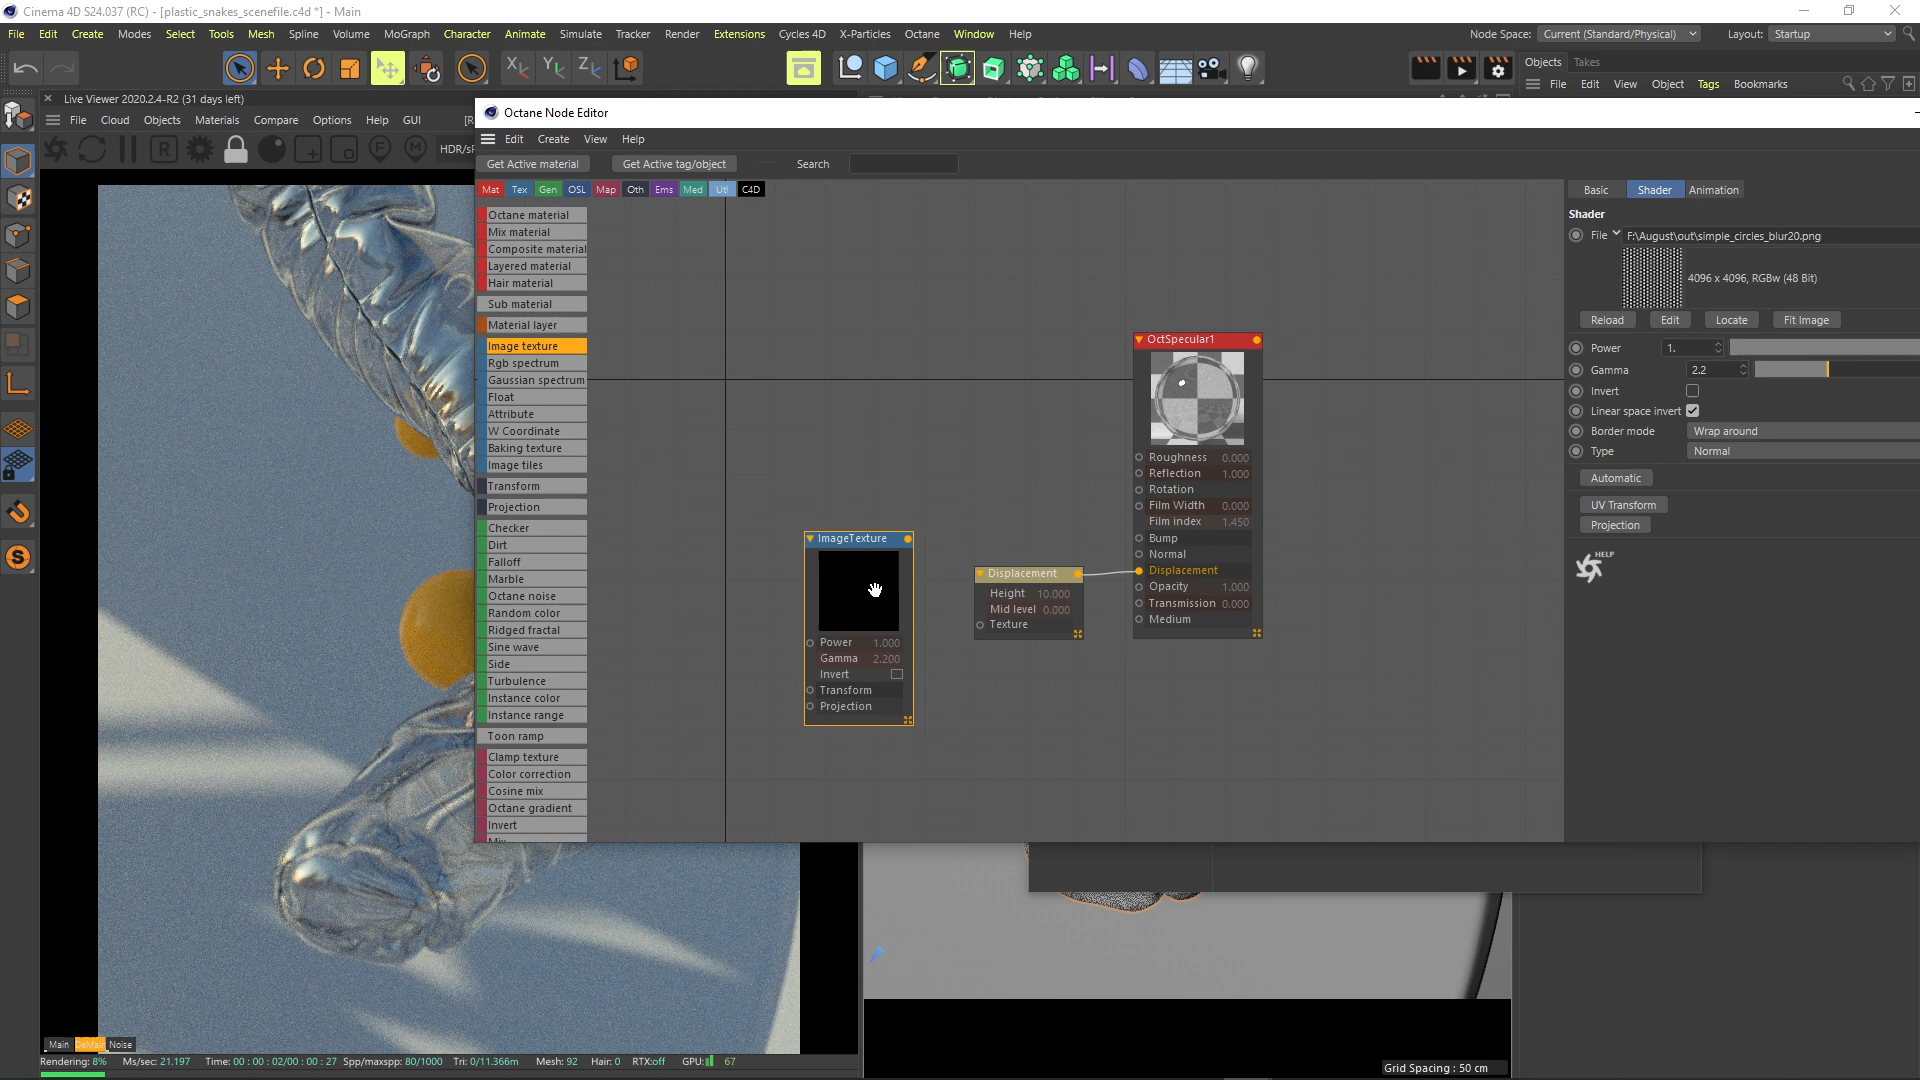 Cinema 4D S24.037 (RC) - [plastic_snakes_scenefile.c4d *] - Main
File Edit Create Modes Select Tools Mesh Spline Volume MoGraph Character Animate Simulate Tracker Render Extensions Cycles 4D X-Particles Octane Window Help Node Space: Current (Standard/Physical) Layout: Startup
X Y Z
Objects Takes
File Edit View Object Tags Bookmarks
Live Viewer 2020.2.4-R2 (31 days left)
File Cloud Objects Materials Compare Options Help GUI [R
R F M HDR/sR
Octane Node Editor
Edit Create View Help
Get Active material Get Active tag/object Search
Mat Tex Gen OSL Map Oth Ems Med Utl C4D
Octane material
Mix material
Composite material
Layered material
Hair material
Sub material
Material layer
Image texture
Rgb spectrum
Gaussian spectrum
Float
Attribute
W Coordinate
Baking texture
Image tiles
Transform
Projection
Checker
Dirt
Falloff
Marble
Octane noise
Random color
Ridged fractal
Sine wave
Side
Turbulence
Instance color
Instance range
Toon ramp
Clamp texture
Color correction
Cosine mix
Octane gradient
Invert
Mix
ImageTexture
Power 1.000
Gamma 2.200
Invert
Transform
Projection
Displacement
Height 10.000
Mid level 0.000
Texture
OctSpecular1
Roughness 0.000
Reflection 1.000
Rotation
Film Width 0.000
Film index 1.450
Bump
Normal
Displacement
Opacity 1.000
Transmission 0.000
Medium
Basic Shader Animation
Shader
File F:\August\out\simple_circles_blur20.png
4096 x 4096, RGBw (48 Bit)
Reload Edit Locate Fit Image
Power 1.
Gamma 2.2
Invert
Linear space invert
Border mode Wrap around
Type Normal
Automatic
UV Transform
Projection
HELP
Main DeMain Noise
Rendering: 8% Ms/sec: 21.197 Time: 00 : 00 : 02/00 : 00 : 27 Spp/maxspp: 80/1000 Tri: 0/11.366m Mesh: 92 Hair: 0 RTX:off GPU: 67
Grid Spacing : 50 cm